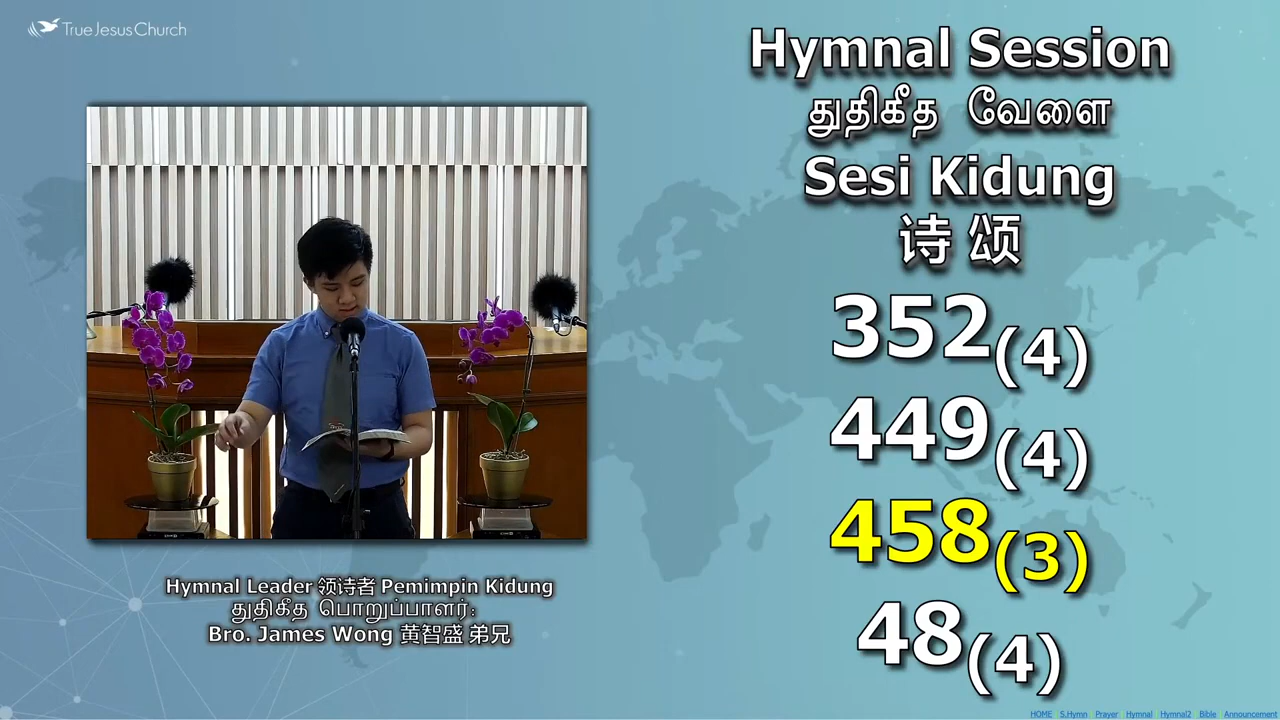 True Jesus Church
Hymnal Session
துதிகீத வேளை
Sesi Kidung
诗 颂
352(4)
449(4)
458(3)
48(4)
Hymnal Leader 领诗者 Pemimpin Kidung
துதிகீத பொறுப்பாளர்:
Bro. James Wong 黄智盛 弟兄
HOME S.Hymn Prayer Hymnal Hymnal2 Bible Announcement